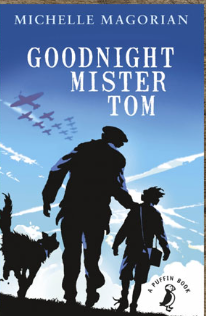 MICHELLE MAGORIAN
GOODNIGHT
MISTER
TOM
A PUFFIN BOOK